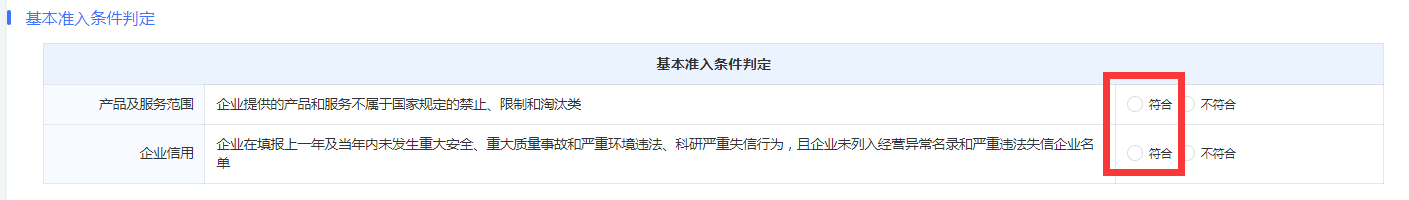 基本准入条件判定
基本准入条件判定
产品及服务范围 企业提供的产品和服务不属于国家规定的禁止、限制和淘汰类 符合 不符合
企业信用 企业在填报上一年及当年内未发生重大安全、重大质量事故和严重环境违法、科研严重失信行为，且企业未列入经营异常名录和严重违法失信企业名 符合 不符合
单